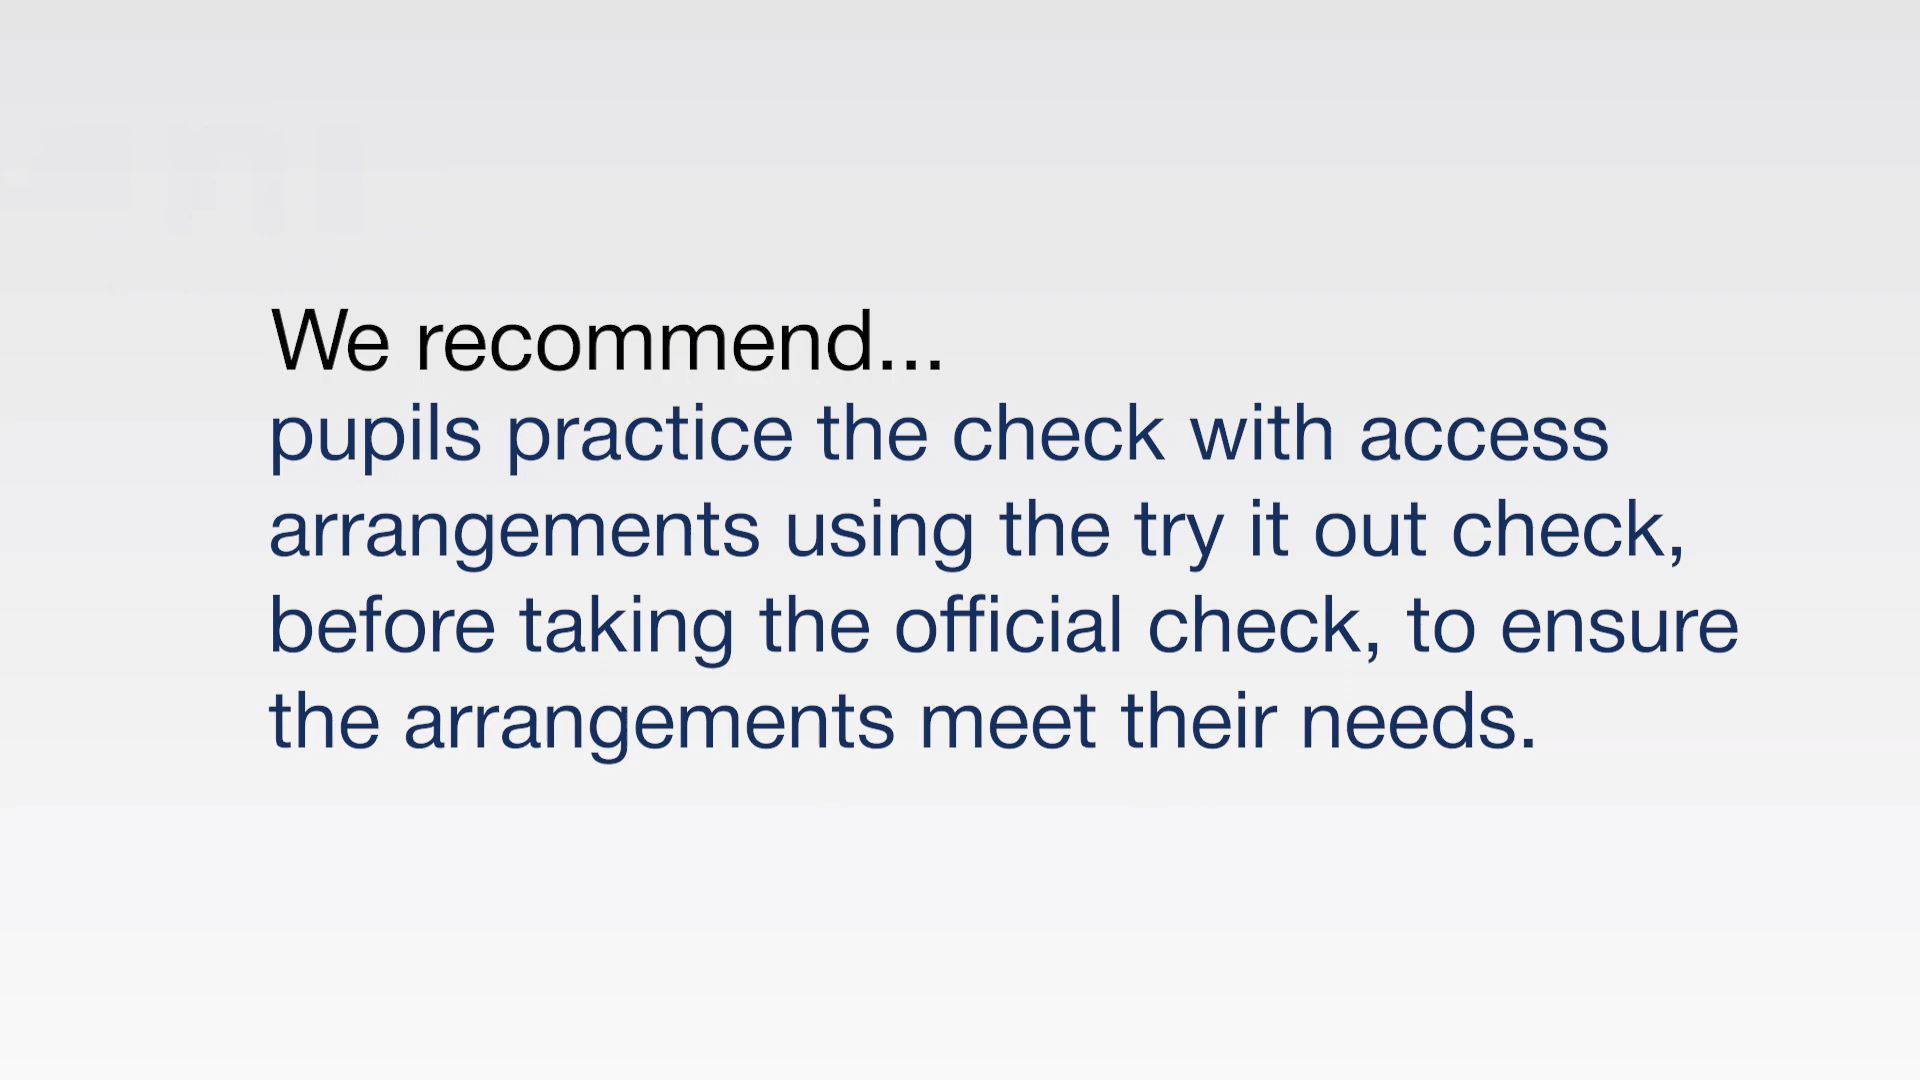 We recommend...
pupils practice the check with access
arrangements using the try it out check,
before taking the official check, to ensure
the arrangements meet their needs.